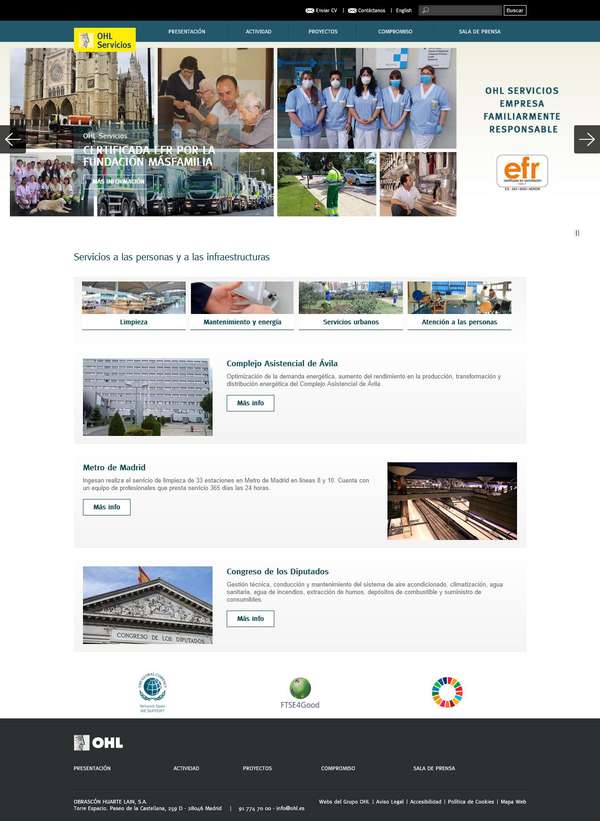 Enviar CV | Contáctanos | English
Buscar
OHL
Servicios
PRESENTACIÓN ACTIVIDAD PROYECTOS COMPROMISO SALA DE PRENSA
OHL Servicios
CERTIFICADA EFR POR LA
FUNDACIÓN MÁSFAMILIA
MÁS INFORMACIÓN
OHL SERVICIOS
EMPRESA
FAMILIARMENTE
RESPONSABLE
efr
Servicios a las personas y a las infraestructuras
Limpieza
Mantenimiento y energía
Servicios urbanos
Atención a las personas
Complejo Asistencial de Ávila
Optimización de la demanda energética, aumento del rendimiento en la producción, transformación y
distribución energética del Complejo Asistencial de Ávila.
Más info
Metro de Madrid
Ingesan realiza el servicio de limpieza de 33 estaciones en Metro de Madrid en líneas 8 y 10. Cuenta con
un equipo de profesionales que presta servicio 365 días las 24 horas.
Más info
CONGRESO DE LOS DIPUTADOS
Congreso de los Diputados
Gestión técnica, conducción y mantenimiento del sistema de aire acondicionado, climatización, agua
sanitaria, agua de incendios, extracción de humos, depósitos de combustible y suministro de
consumibles.
Más info
Network Spain
WE SUPPORT
FTSE4Good
OHL
PRESENTACIÓN ACTIVIDAD PROYECTOS COMPROMISO SALA DE PRENSA
OBRASCÓN HUARTE LAIN, S.A.
Torre Espacio. Paseo de la Castellana, 259 D - 28046 Madrid | 91 774 70 00 - info@ohl.es
Webs del Grupo OHL | Aviso Legal | Accesibilidad | Política de Cookies | Mapa Web